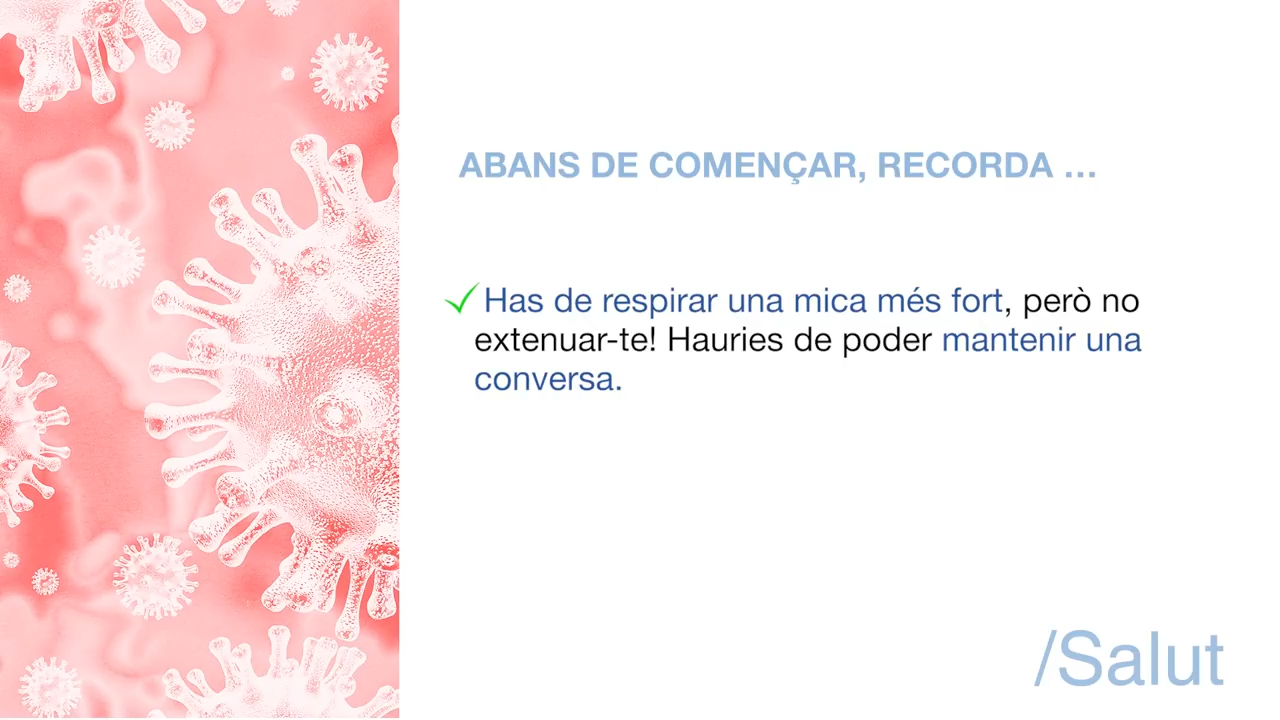 ABANS DE COMENÇAR, RECORDA ...
Has de respirar una mica més fort, però no
extenuar-te! Hauries de poder mantenir una
conversa.
/Salut